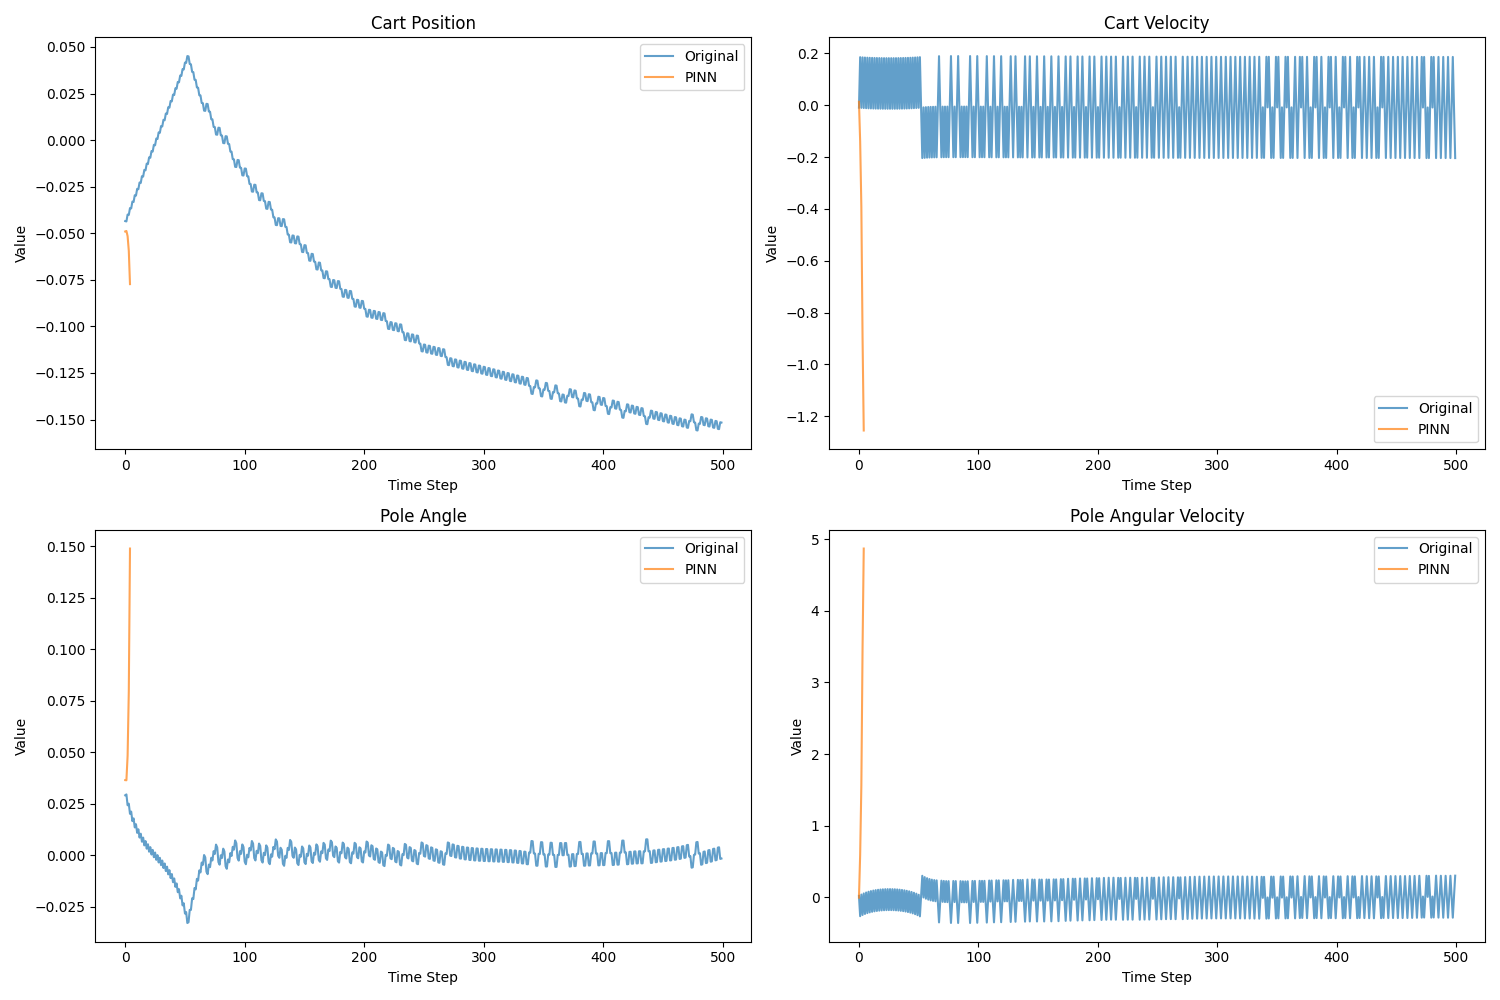 Cart Position
0.050
0.025
0.000
−0.025
−0.050
−0.075
−0.100
−0.125
−0.150
Value
0
100
200
300
400
500
Time Step
Original
PINN
Cart Velocity
0.2
0.0
−0.2
−0.4
−0.6
−0.8
−1.0
−1.2
Value
0
100
200
300
400
500
Time Step
Original
PINN
Pole Angle
0.150
0.125
0.100
0.075
0.050
0.025
0.000
−0.025
Value
0
100
200
300
400
500
Time Step
Original
PINN
Pole Angular Velocity
5
4
3
2
1
0
Value
0
100
200
300
400
500
Time Step
Original
PINN